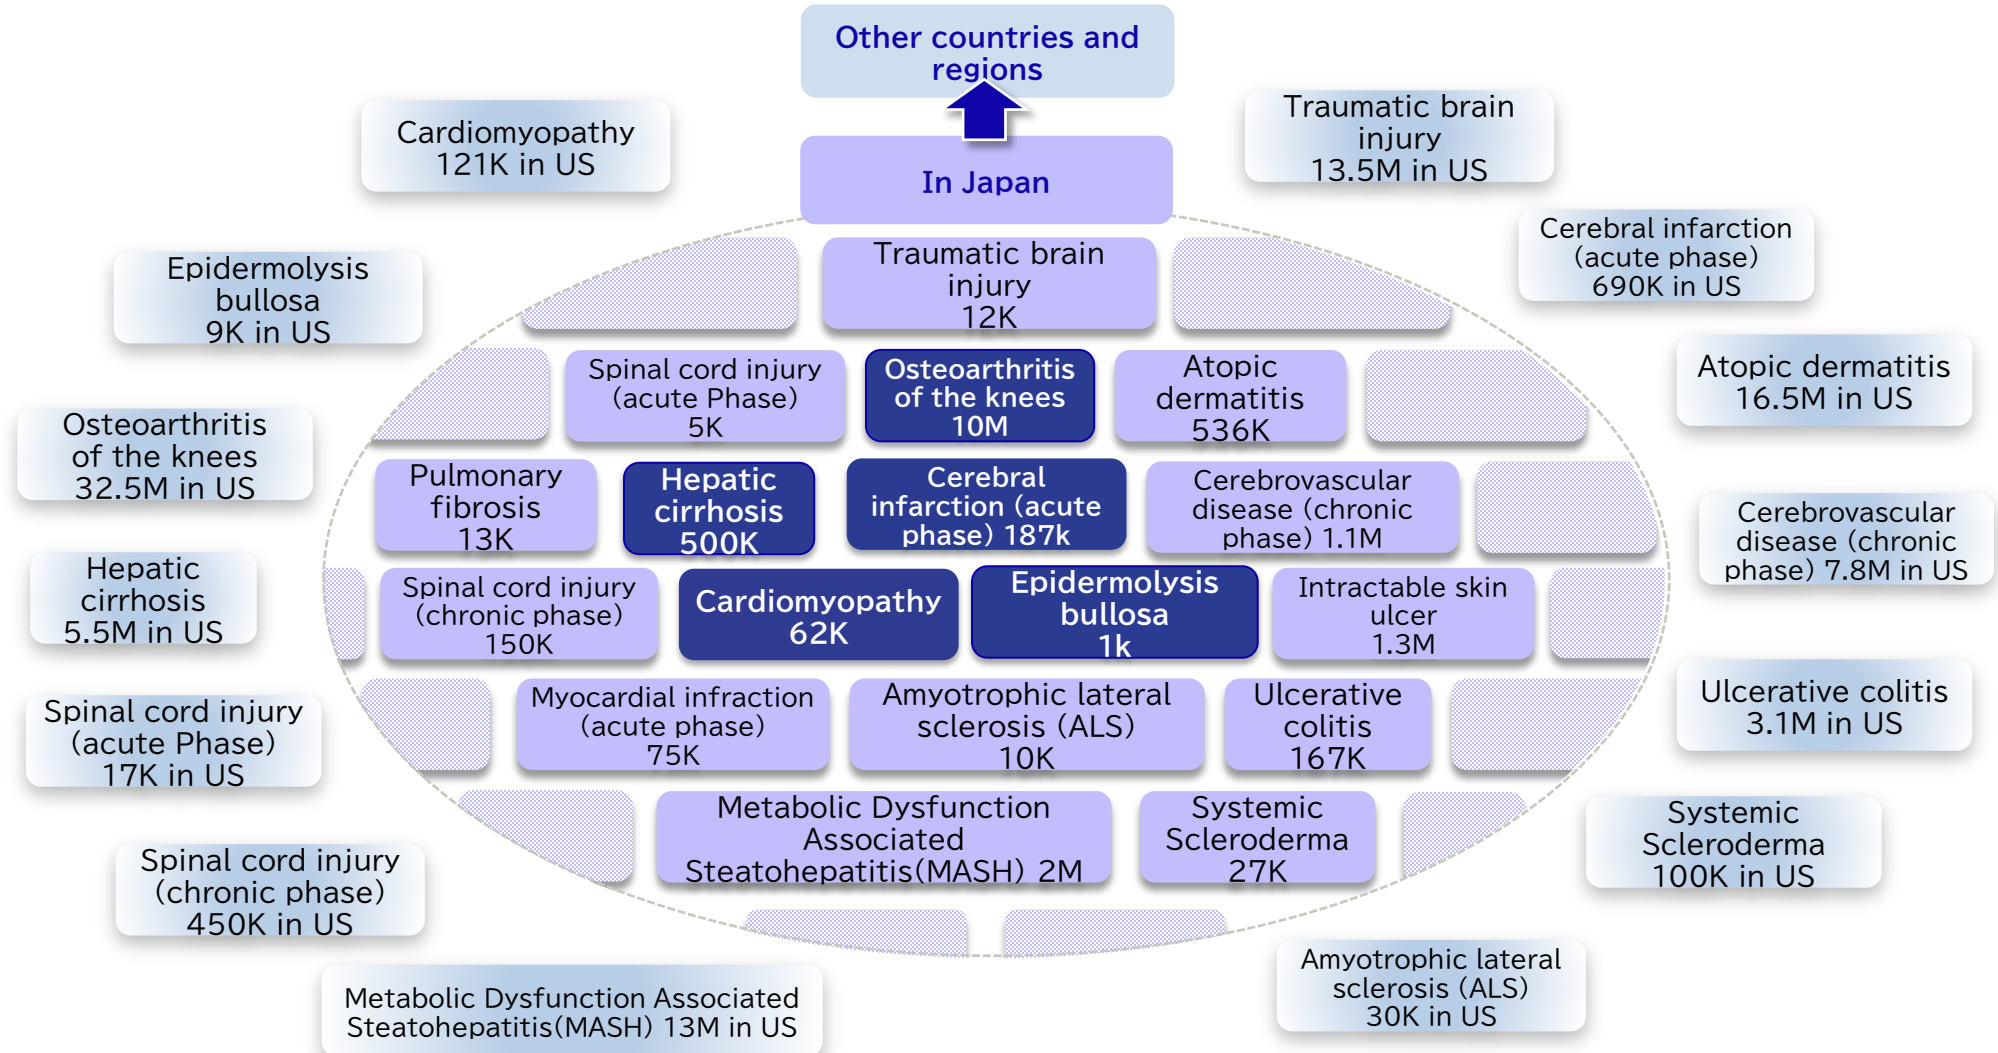 Other countries and
regions
In Japan
Cardiomyopathy
121K in US
Traumatic brain
injury
13.5M in US
Epidermolysis
bullosa
9K in US
Cerebral infarction
(acute phase)
690K in US
Traumatic brain
injury
12K
Osteoarthritis
of the knees
32.5M in US
Spinal cord injury
(acute Phase)
5K
Osteoarthritis
of the knees
10M
Atopic
dermatitis
536K
Atopic dermatitis
16.5M in US
Pulmonary
fibrosis
13K
Hepatic
cirrhosis
500K
Cerebral
infarction (acute
phase) 187k
Cerebrovascular
disease (chronic
phase) 1.1M
Cerebrovascular
disease (chronic
phase) 7.8M in US
Hepatic
cirrhosis
5.5M in US
Spinal cord injury
(chronic phase)
150K
Cardiomyopathy
62K
Epidermolysis
bullosa
1k
Intractable skin
ulcer
1.3M
Spinal cord injury
(acute Phase)
17K in US
Myocardial infraction
(acute phase)
75K
Amyotrophic lateral
sclerosis (ALS)
10K
Ulcerative
colitis
167K
Ulcerative colitis
3.1M in US
Spinal cord injury
(chronic phase)
450K in US
Metabolic Dysfunction
Associated
Steatohepatitis(MASH) 2M
Systemic
Scleroderma
27K
Systemic
Scleroderma
100K in US
Metabolic Dysfunction Associated
Steatohepatitis(MASH) 13M in US
Amyotrophic lateral
sclerosis (ALS)
30K in US